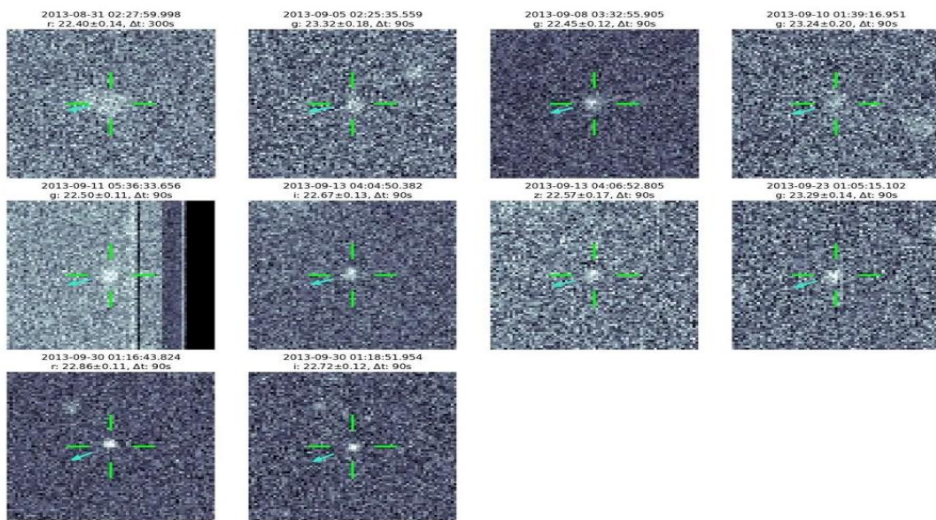 2013-08-31 02:27:59.998
r: 22.40±0.14, Δt: 300s
2013-09-05 02:25:35.559
g: 23.32±0.18, Δt: 90s
2013-09-08 03:32:55.905
g: 22.45±0.12, Δt: 90s
2013-09-10 01:39:16.951
g: 23.24±0.20, Δt: 90s
2013-09-11 05:36:33.656
g: 22.50±0.11, Δt: 90s
2013-09-13 04:04:50.382
i: 22.67±0.13, Δt: 90s
2013-09-13 04:06:52.805
z: 22.57±0.17, Δt: 90s
2013-09-23 01:05:15.102
g: 23.29±0.14, Δt: 90s
2013-09-30 01:16:43.824
r: 22.86±0.11, Δt: 90s
2013-09-30 01:18:51.954
i: 22.72±0.12, Δt: 90s